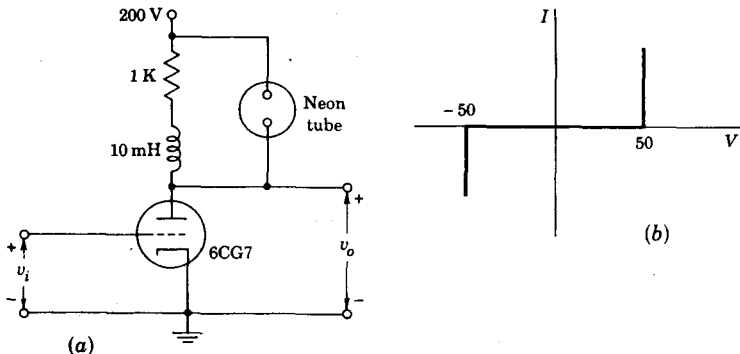 200 V
1 K
Neon
tube
10 mH
+
+
v_i
6CG7
v_o
−
−
(a)
I
− 50
50
V
(b)